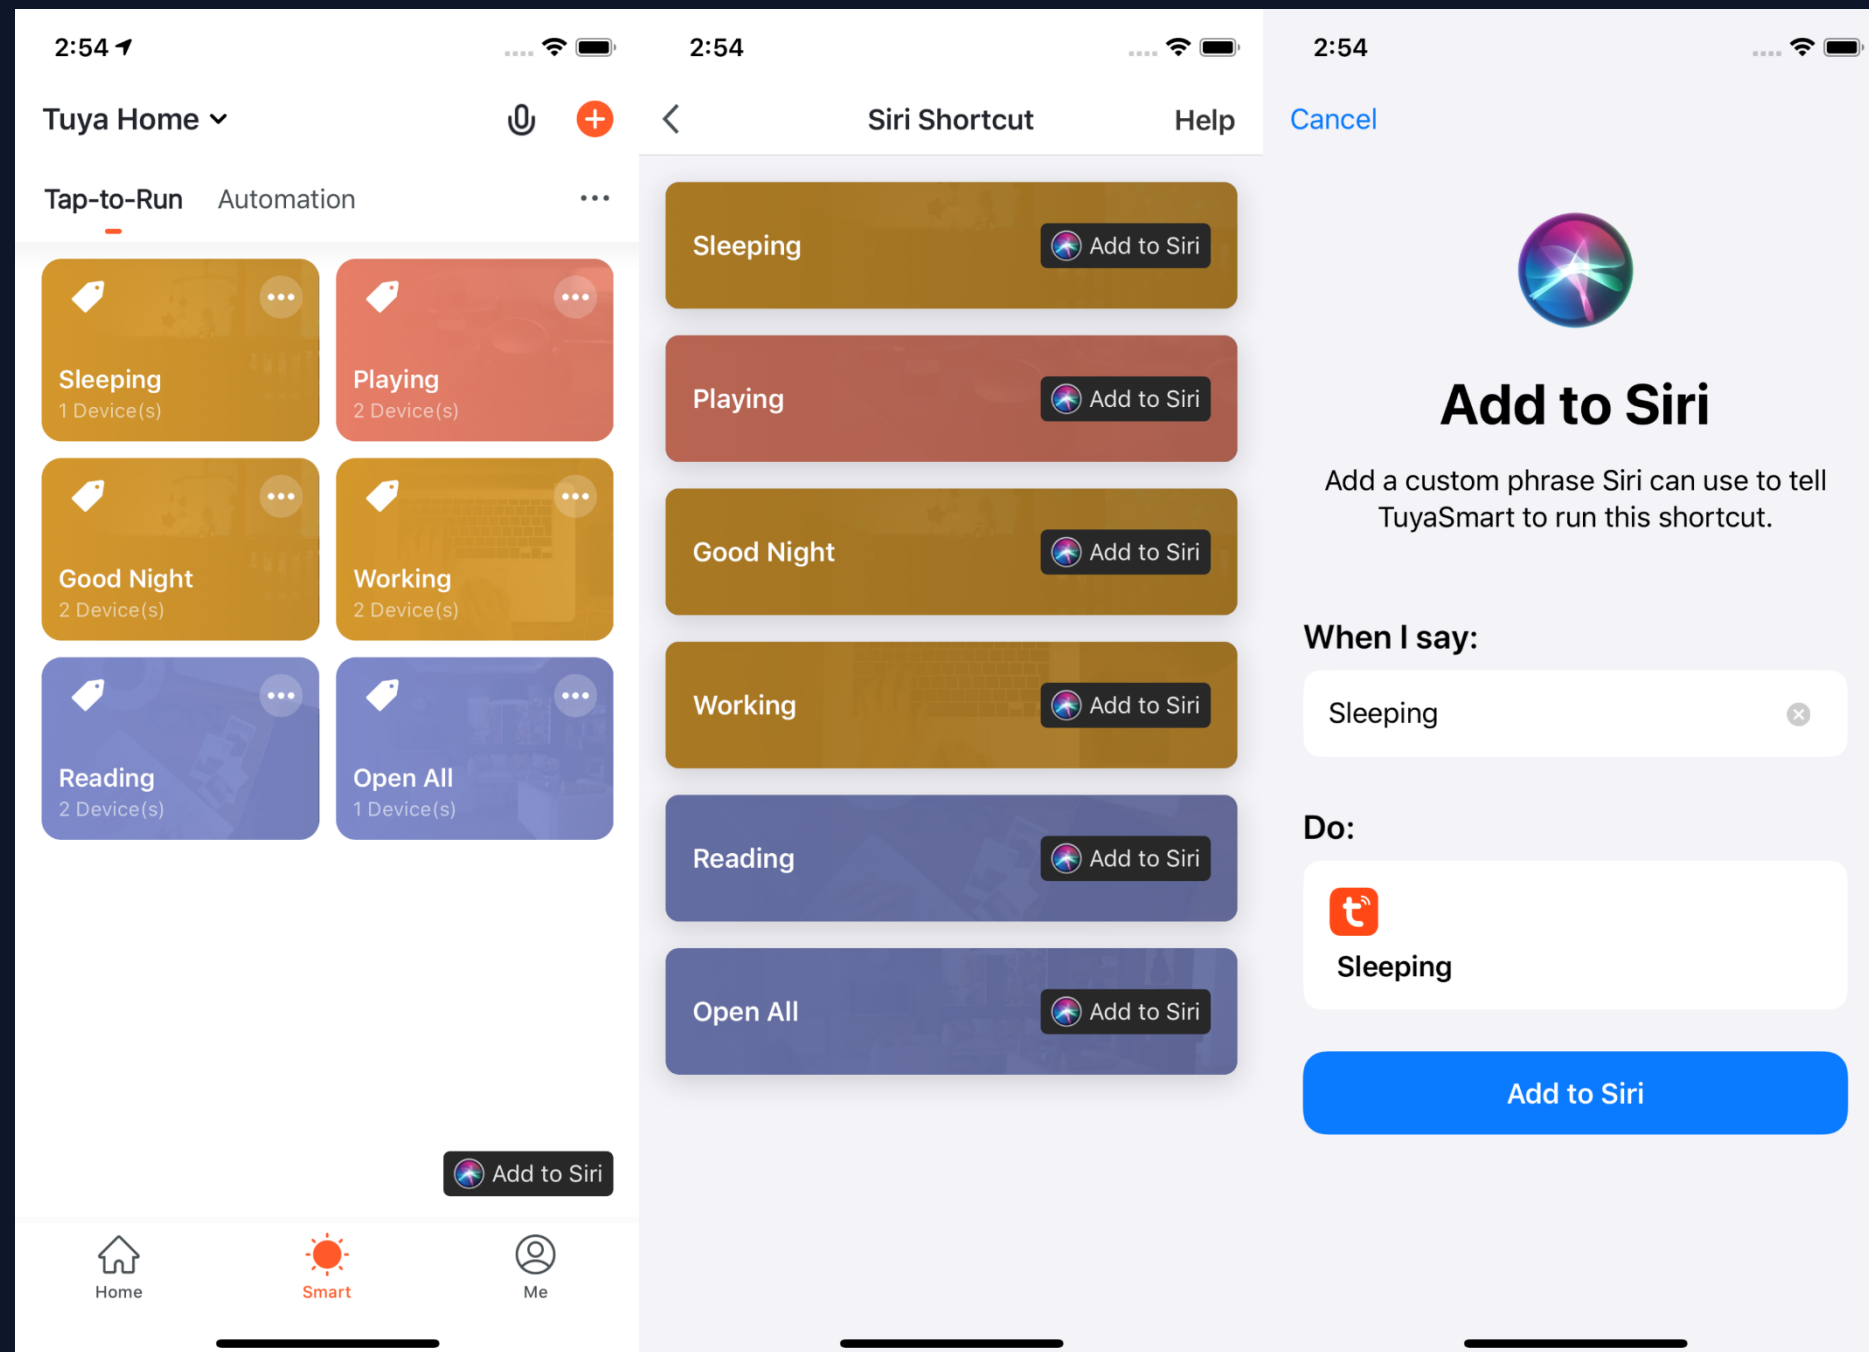 2:54
Tuya Home
Tap-to-Run Automation
Sleeping
1 Device(s)
Playing
2 Device(s)
Good Night
2 Device(s)
Working
2 Device(s)
Reading
2 Device(s)
Open All
1 Device(s)
Add to Siri
Home
Smart
Me
2:54
Siri Shortcut
Help
Sleeping
Add to Siri
Playing
Add to Siri
Good Night
Add to Siri
Working
Add to Siri
Reading
Add to Siri
Open All
Add to Siri
2:54
Cancel
Add to Siri
Add a custom phrase Siri can use to tell
TuyaSmart to run this shortcut.
When I say:
Sleeping
Do:
Sleeping
Add to Siri